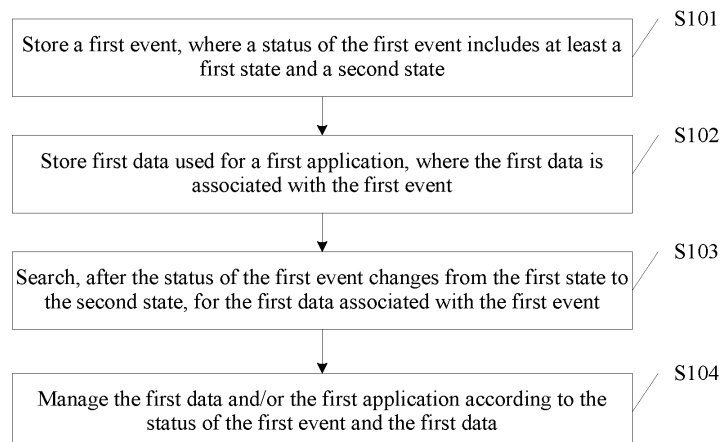 S101
Store a first event, where a status of the first event includes at least a
first state and a second state
S102
Store first data used for a first application, where the first data is
associated with the first event
S103
Search, after the status of the first event changes from the first state to
the second state, for the first data associated with the first event
S104
Manage the first data and/or the first application according to the
status of the first event and the first data